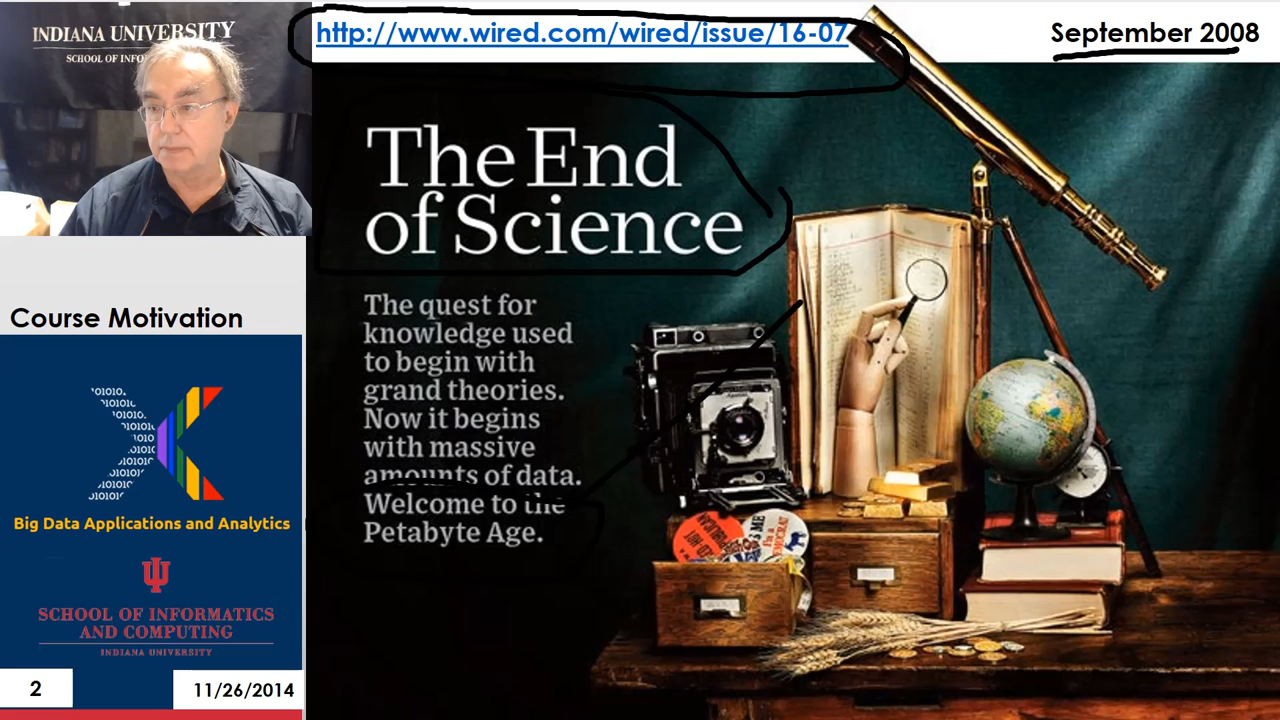 INDIANA UNIVERSITY
SCHOOL OF INFO
http://www.wired.com/wired/issue/16-07
September 2008
The End
of Science
The quest for
knowledge used
to begin with
grand theories.
Now it begins
with massive
amounts of data.
Welcome to the
Petabyte Age.
Course Motivation
Big Data Applications and Analytics
SCHOOL OF INFORMATICS
AND COMPUTING
INDIANA UNIVERSITY
2
11/26/2014